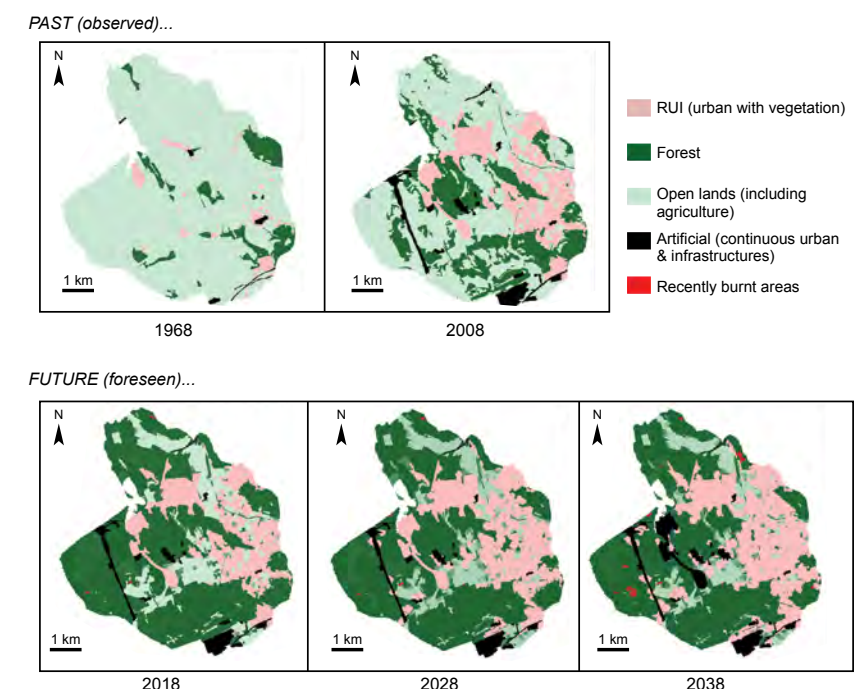 PAST (observed)...
N
N
1 km
1 km
1968
2008
RUI (urban with vegetation)
Forest
Open lands (including
agriculture)
Artificial (continuous urban
& infrastructures)
Recently burnt areas
FUTURE (foreseen)...
N
N
N
1 km
1 km
1 km
2018
2028
2038